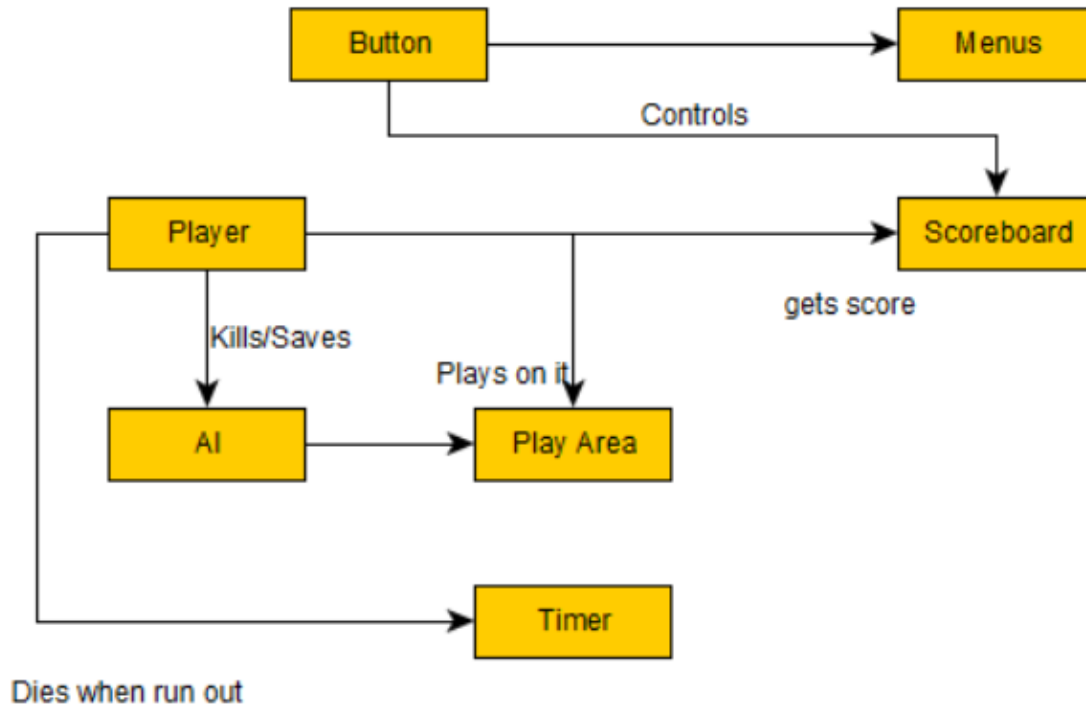 Button
Menus
Controls
Player
Scoreboard
gets score
Kills/Saves
Plays on it
AI
Play Area
Timer
Dies when run out